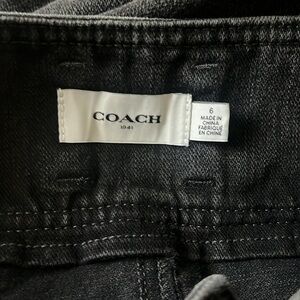 COACH
1941
6
MADE IN
CHINA
FABRIQUÉ
EN CHINE